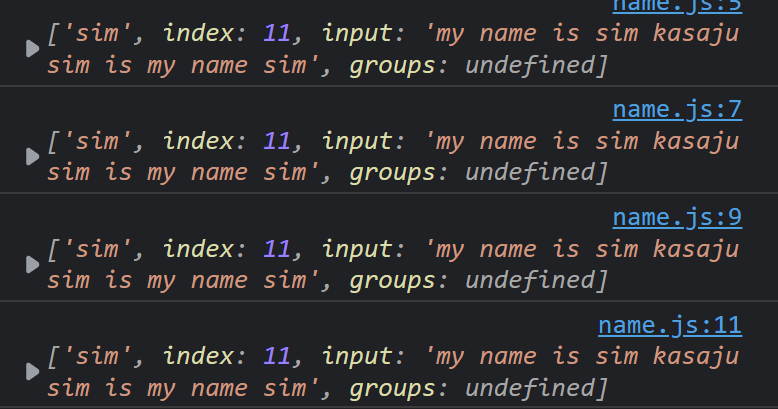 name.js:5
['sim', index: 11, input: 'my name is sim kasaju
sim is my name sim', groups: undefined]
name.js:7
['sim', index: 11, input: 'my name is sim kasaju
sim is my name sim', groups: undefined]
name.js:9
['sim', index: 11, input: 'my name is sim kasaju
sim is my name sim', groups: undefined]
name.js:11
['sim', index: 11, input: 'my name is sim kasaju
sim is my name sim', groups: undefined]